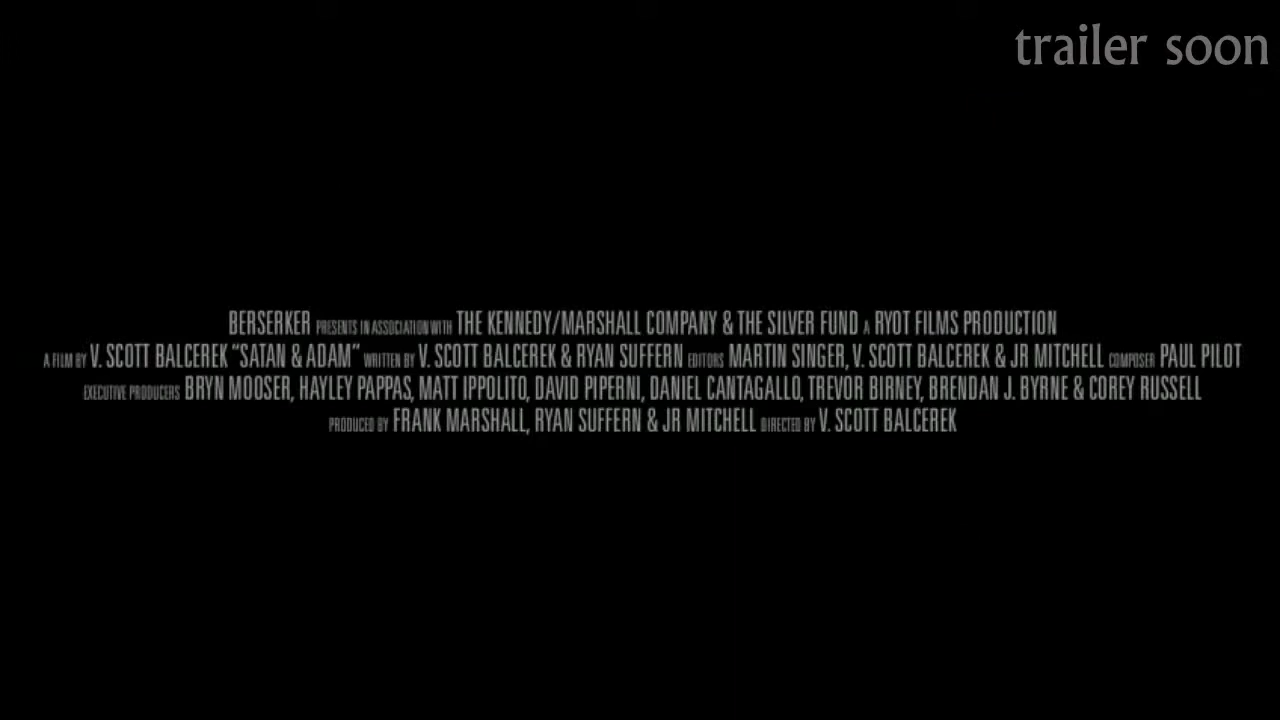 trailer soon
BERSERKER PRESENTS IN ASSOCIATION WITH THE KENNEDY/MARSHALL COMPANY & THE SILVER FUND A RYOT FILMS PRODUCTION
A FILM BY V. SCOTT BALCEREK "SATAN & ADAM" WRITTEN BY V. SCOTT BALCEREK & RYAN SUFFERN EDITORS MARTIN SINGER, V. SCOTT BALCEREK & JR MITCHELL COMPOSER PAUL PILOT
EXECUTIVE PRODUCERS BRYN MOOSER, HAYLEY PAPPAS, MATT IPPOLITO, DAVID PIPERNI, DANIEL CANTAGALLO, TREVOR BIRNEY, BRENDAN J. BYRNE & COREY RUSSELL
PRODUCED BY FRANK MARSHALL, RYAN SUFFERN & JR MITCHELL DIRECTED BY V. SCOTT BALCEREK